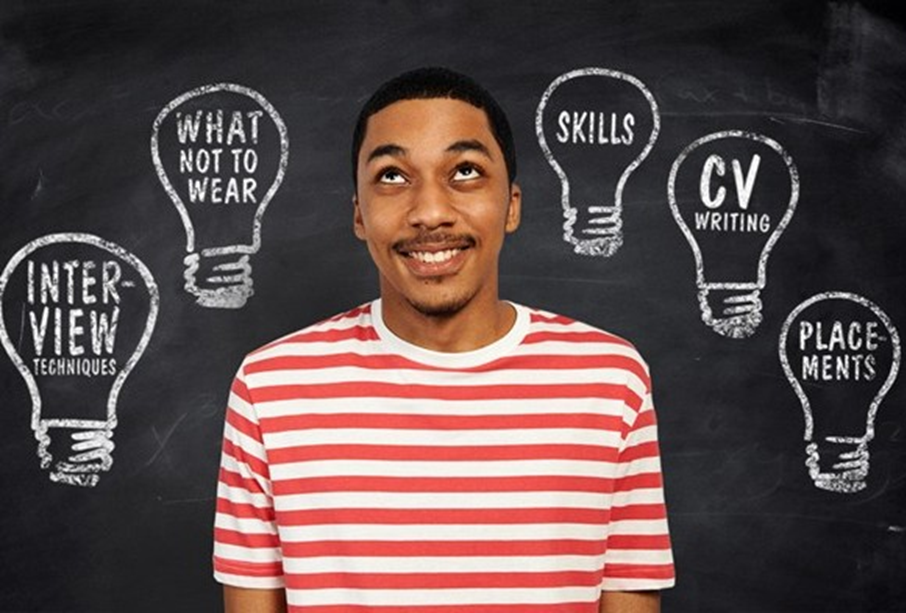 INTER-
VIEW
TECHNIQUES
WHAT
NOT TO
WEAR
SKILLS
CV
WRITING
PLACE-
MENTS